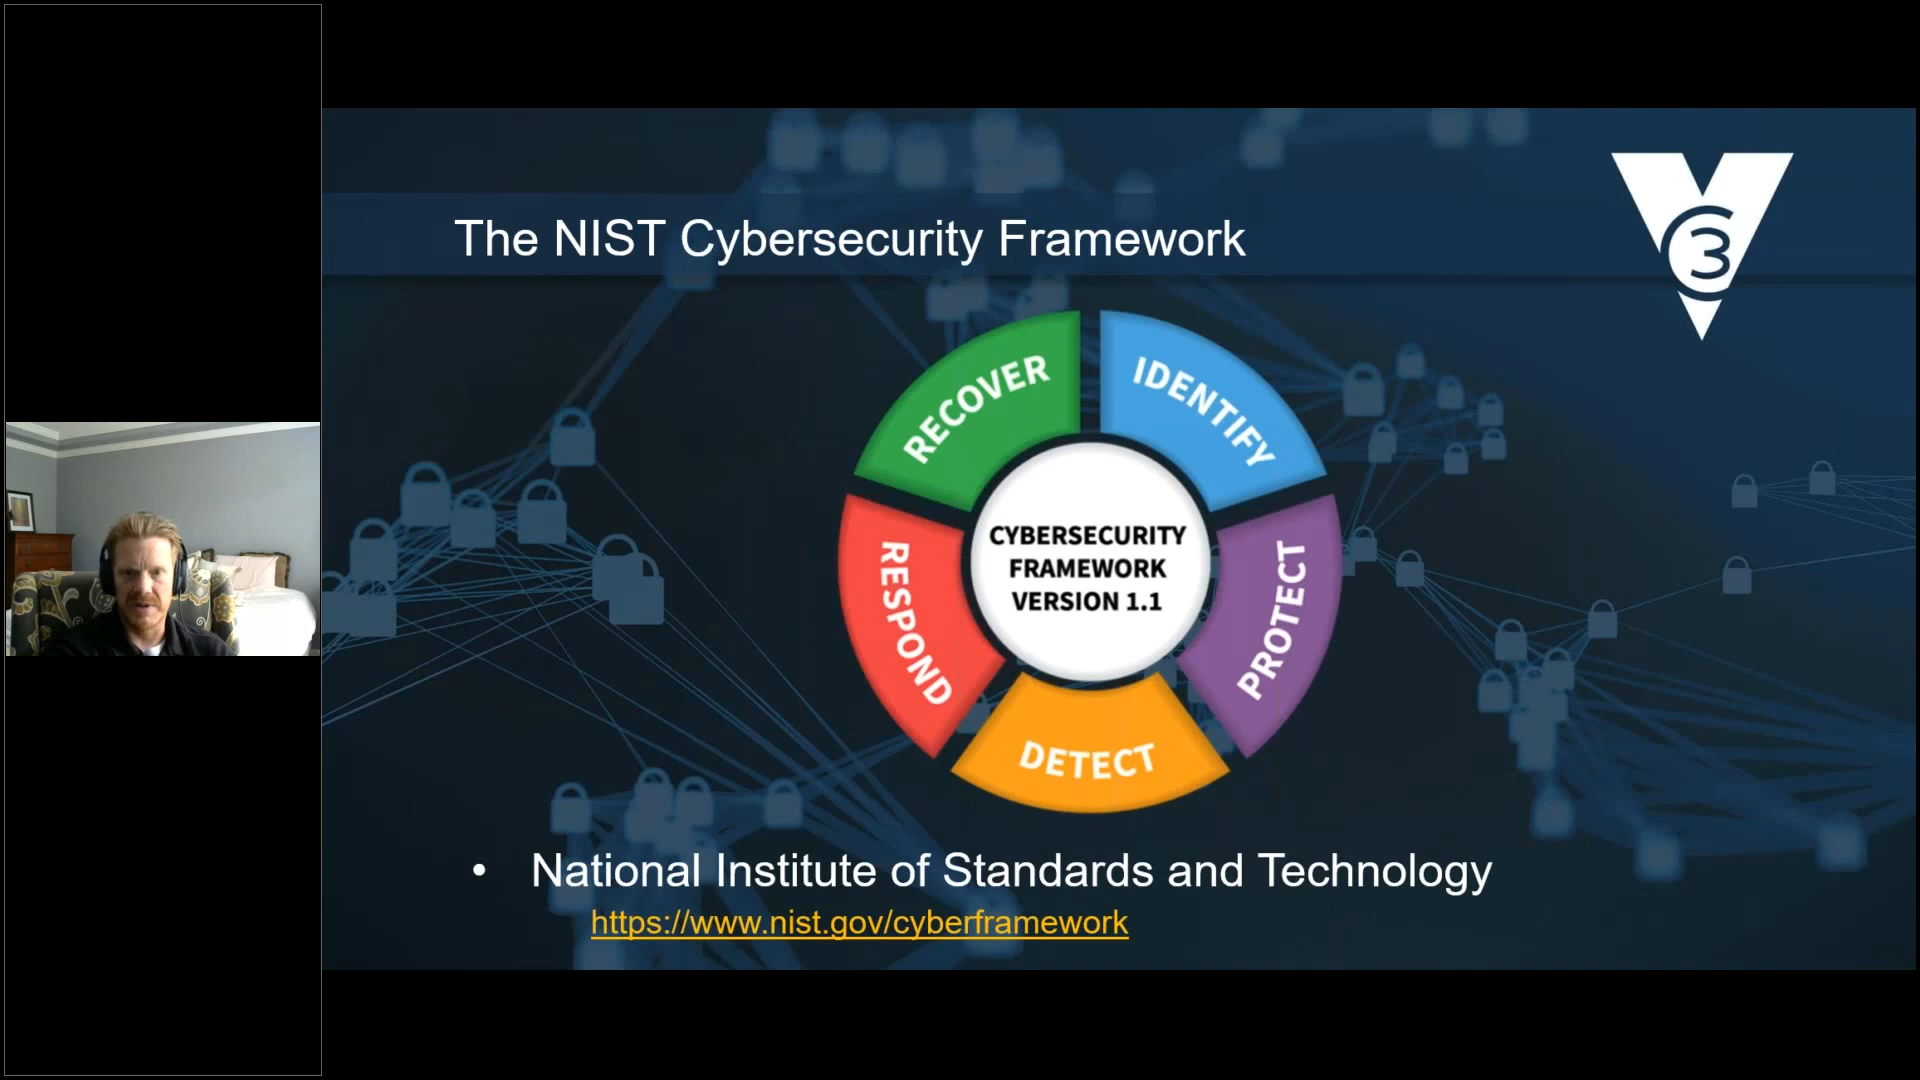 The NIST Cybersecurity Framework
3
RECOVER
IDENTIFY
CYBERSECURITY
FRAMEWORK
VERSION 1.1
RESPOND
PROTECT
DETECT
• National Institute of Standards and Technology
https://www.nist.gov/cyberframework